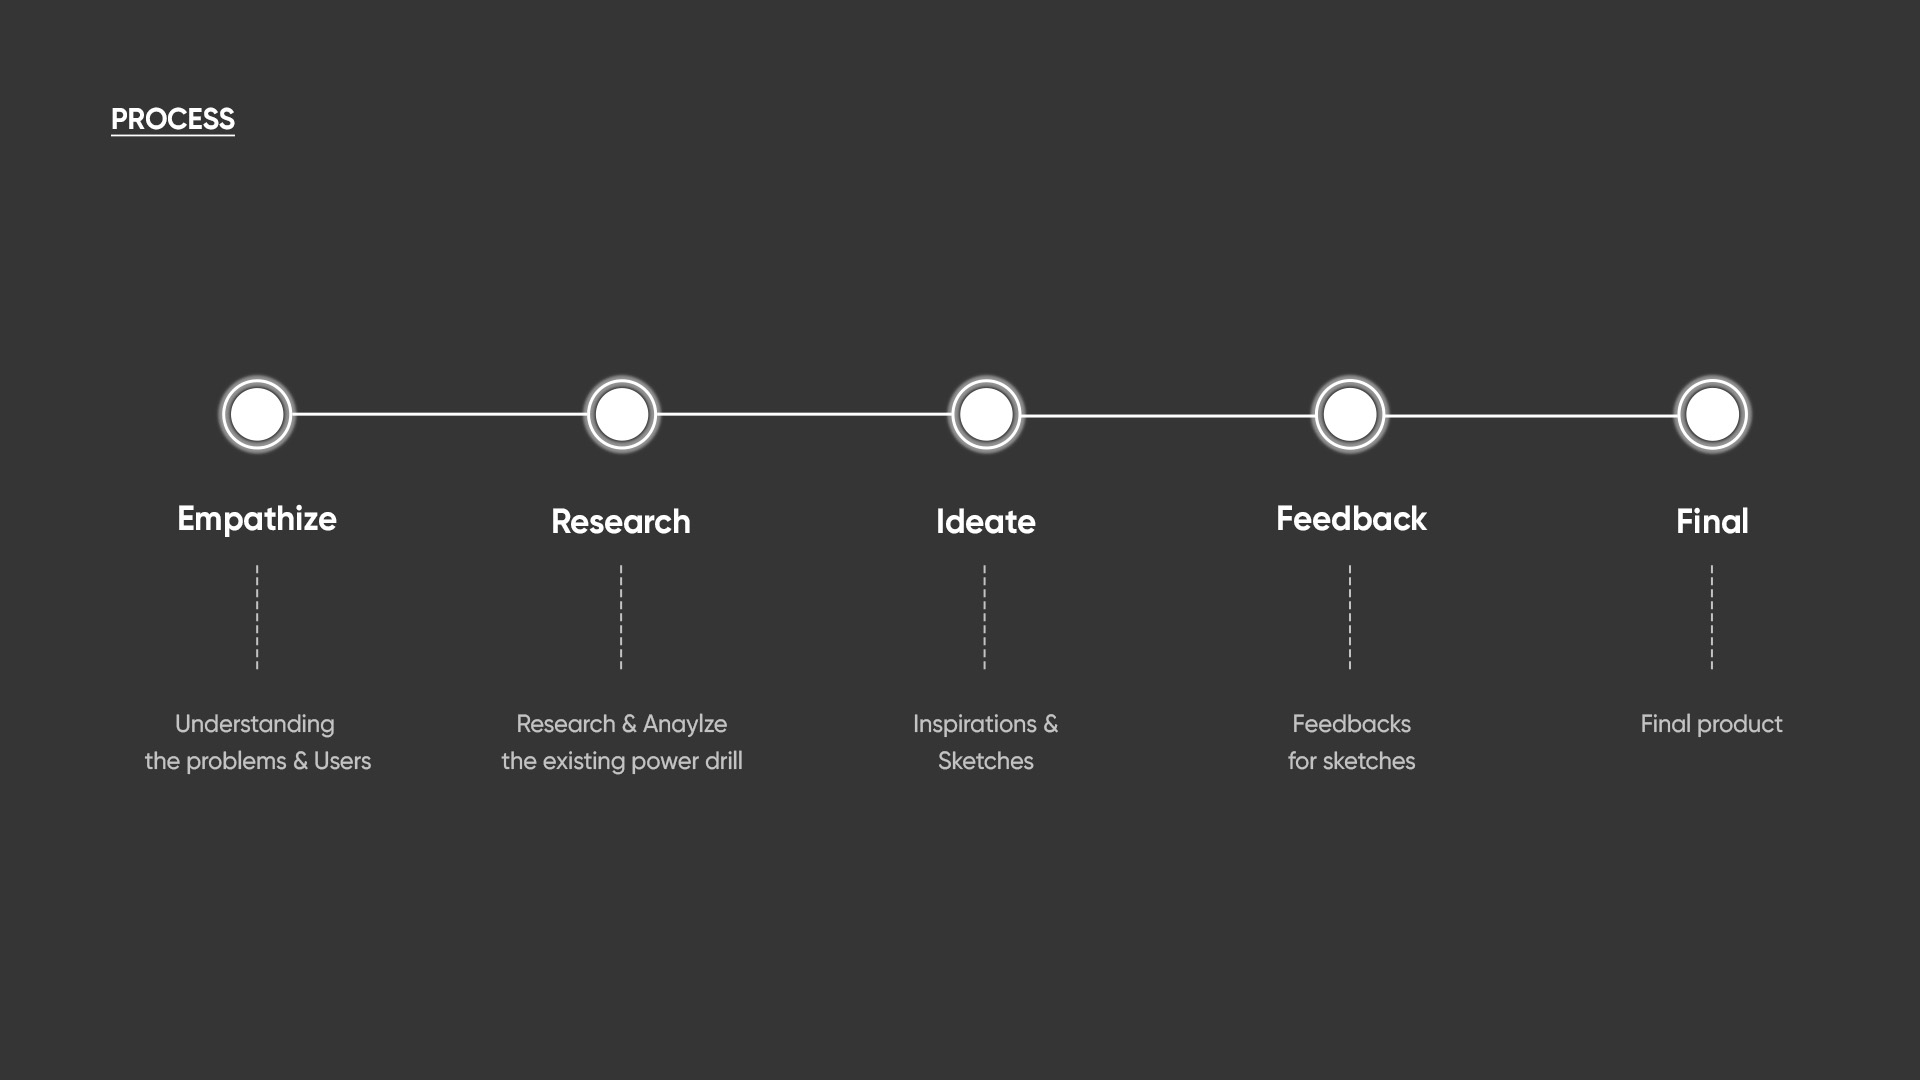 PROCESS
Empathize
Understanding
the problems & Users
Research
Research & Anaylze
the existing power drill
Ideate
Inspirations &
Sketches
Feedback
Feedbacks
for sketches
Final
Final product